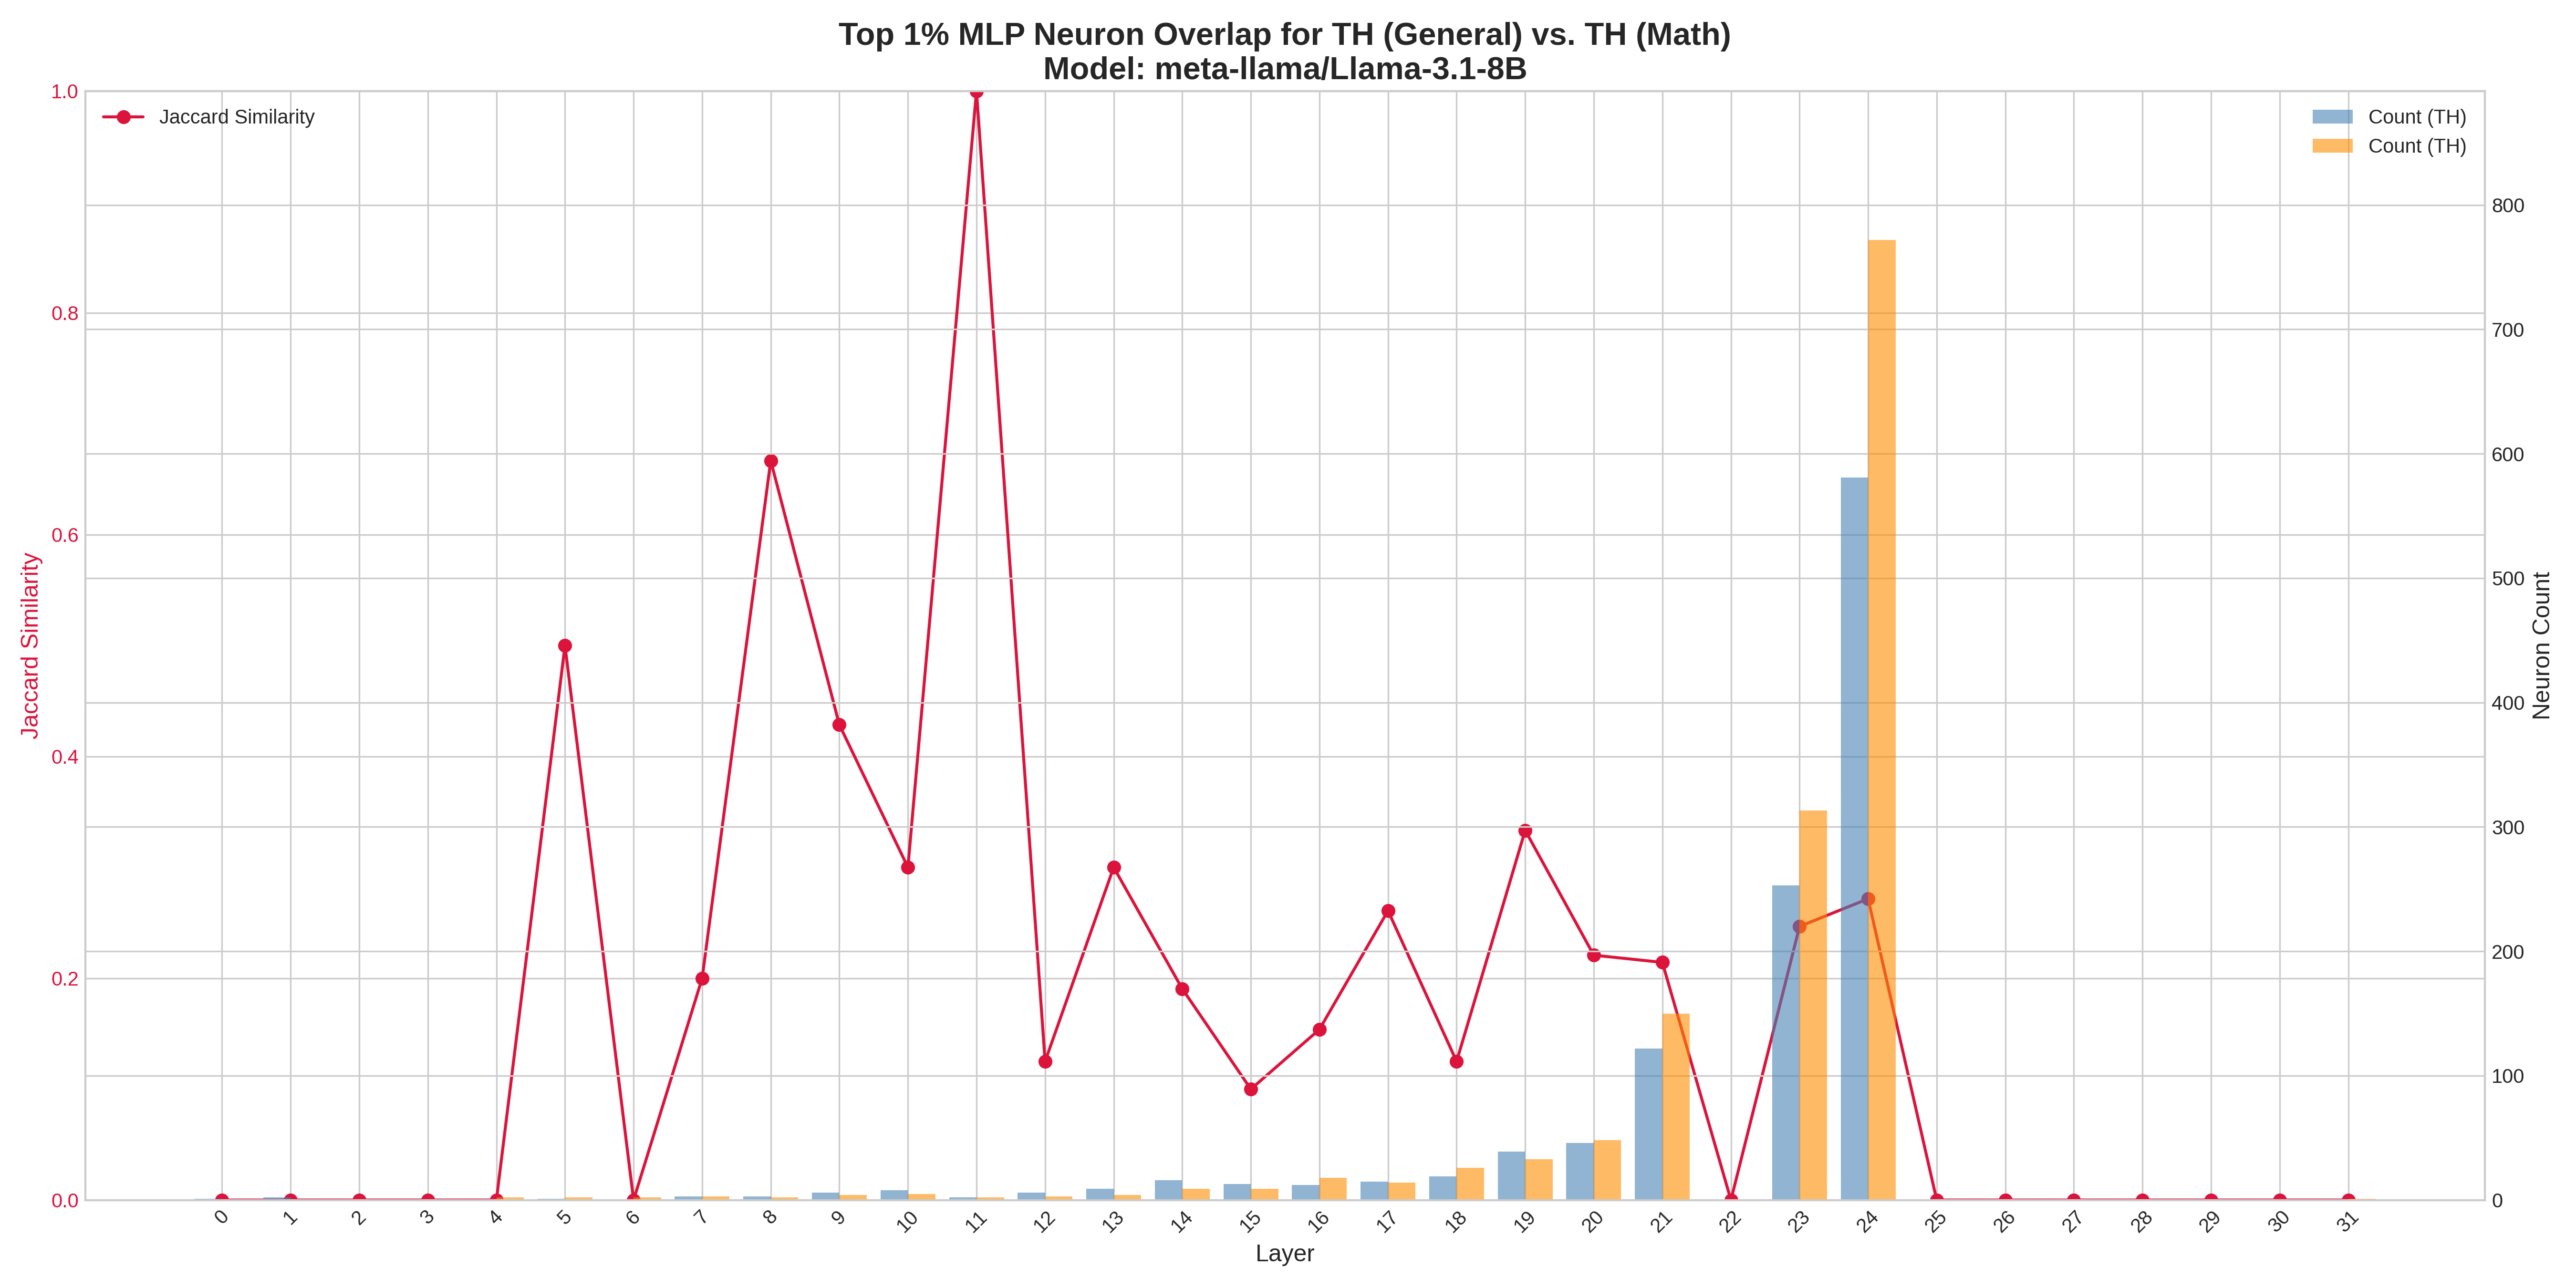 Top 1% MLP Neuron Overlap for TH (General) vs. TH (Math)
Model: meta-llama/Llama-3.1-8B
Jaccard Similarity
Count (TH)
Count (TH)
1.0
0.8
0.6
0.4
0.2
0.0
Jaccard Similarity
800
700
600
500
400
300
200
100
0
Neuron Count
0 1 2 3 4 5 6 7 8 9 10 11 12 13 14 15 16 17 18 19 20 21 22 23 24 25 26 27 28 29 30 31
Layer